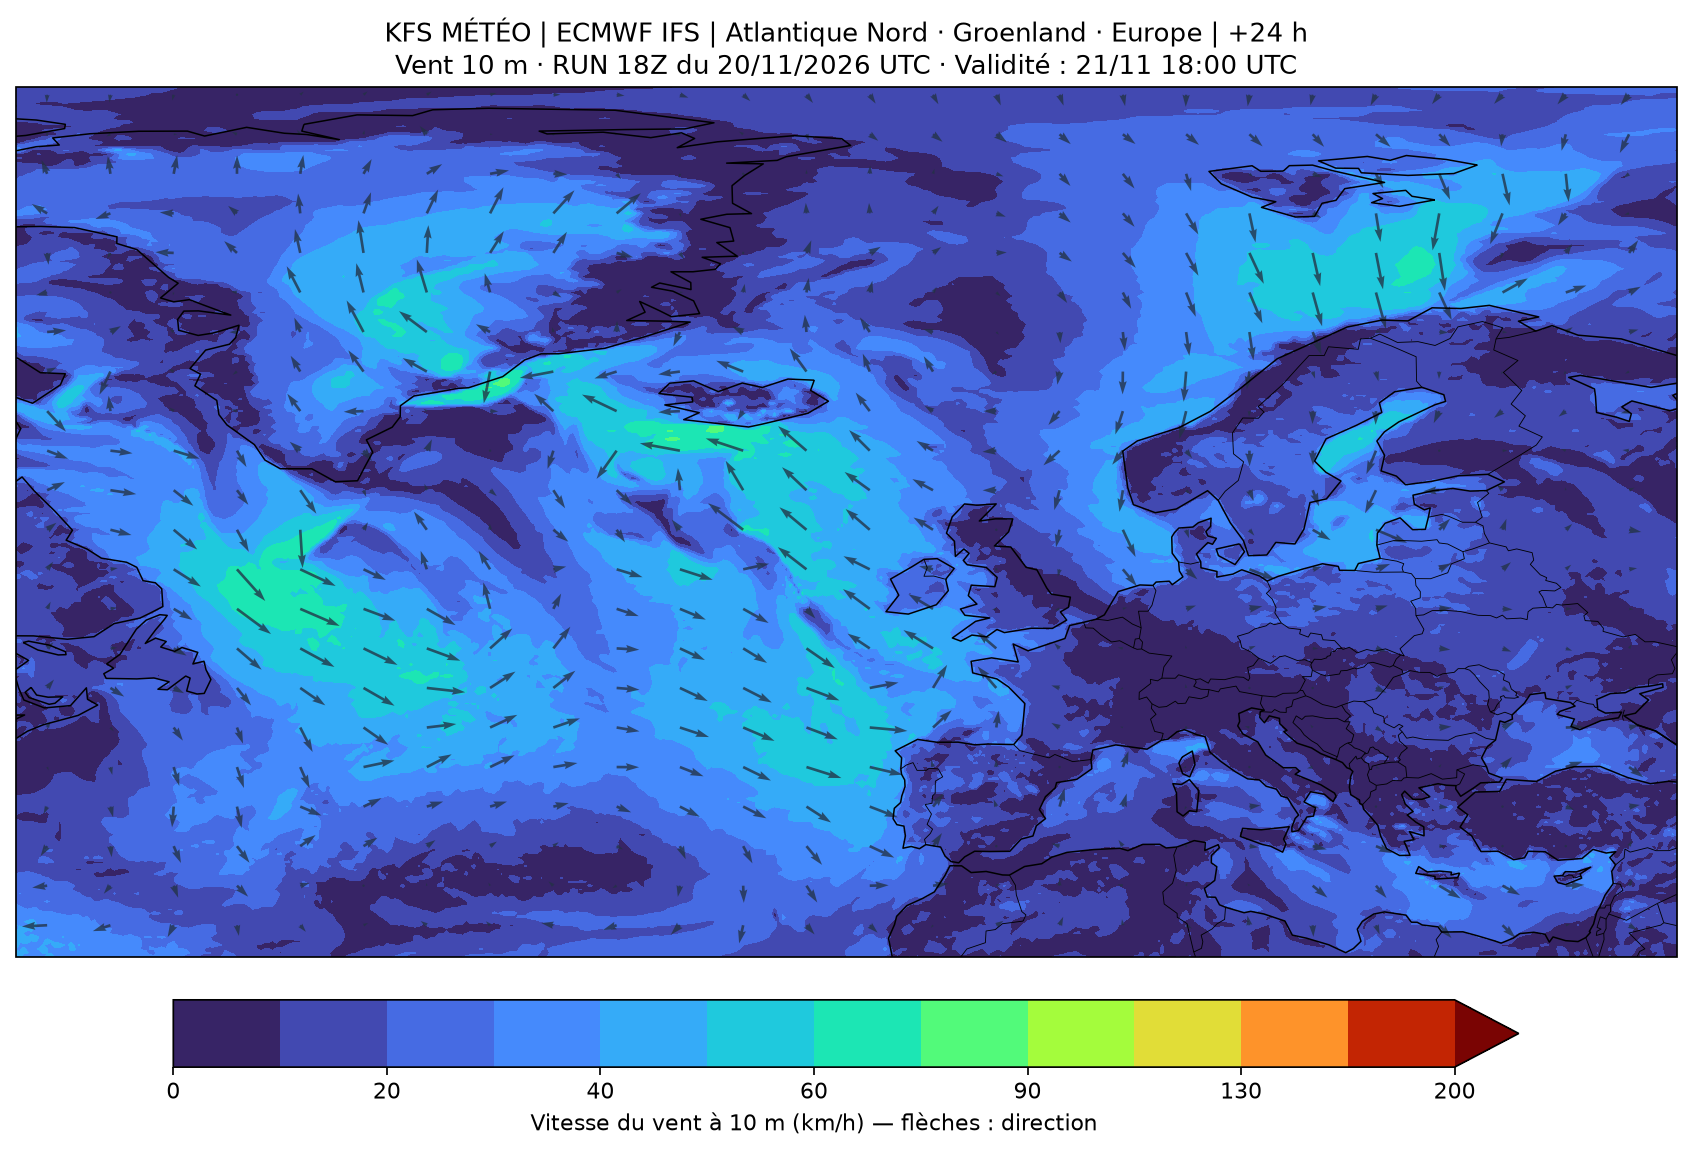 KFS MÉTÉO | ECMWF IFS | Atlantique Nord · Groenland · Europe | +24 h
Vent 10 m · RUN 18Z du 20/11/2026 UTC · Validité : 21/11 18:00 UTC
0 20 40 60 90 130 200
Vitesse du vent à 10 m (km/h) — flèches : direction